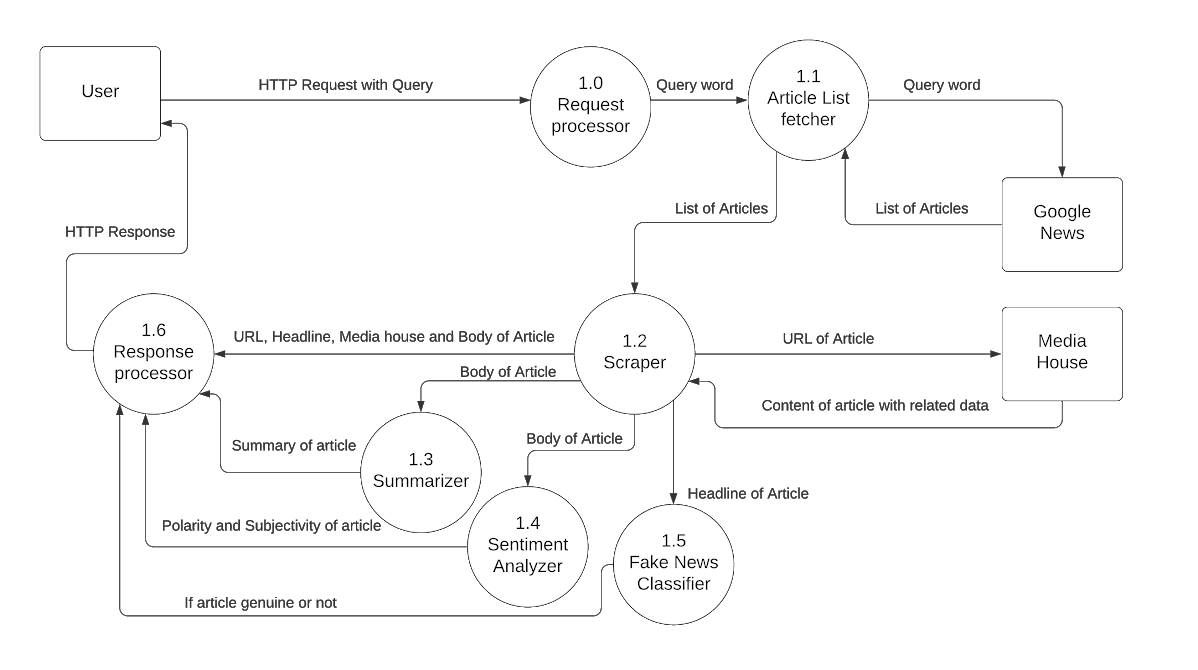 User
HTTP Request with Query
1.0
Request
processor
Query word
1.1
Article List
fetcher
Query word
HTTP Response
List of Articles
List of Articles
Google
News
1.6
Response
processor
URL, Headline, Media house and Body of Article
1.2
Scraper
URL of Article
Media
House
Body of Article
Content of article with related data
Summary of article
1.3
Summarizer
Body of Article
Headline of Article
Polarity and Subjectivity of article
1.4
Sentiment
Analyzer
1.5
Fake News
Classifier
If article genuine or not